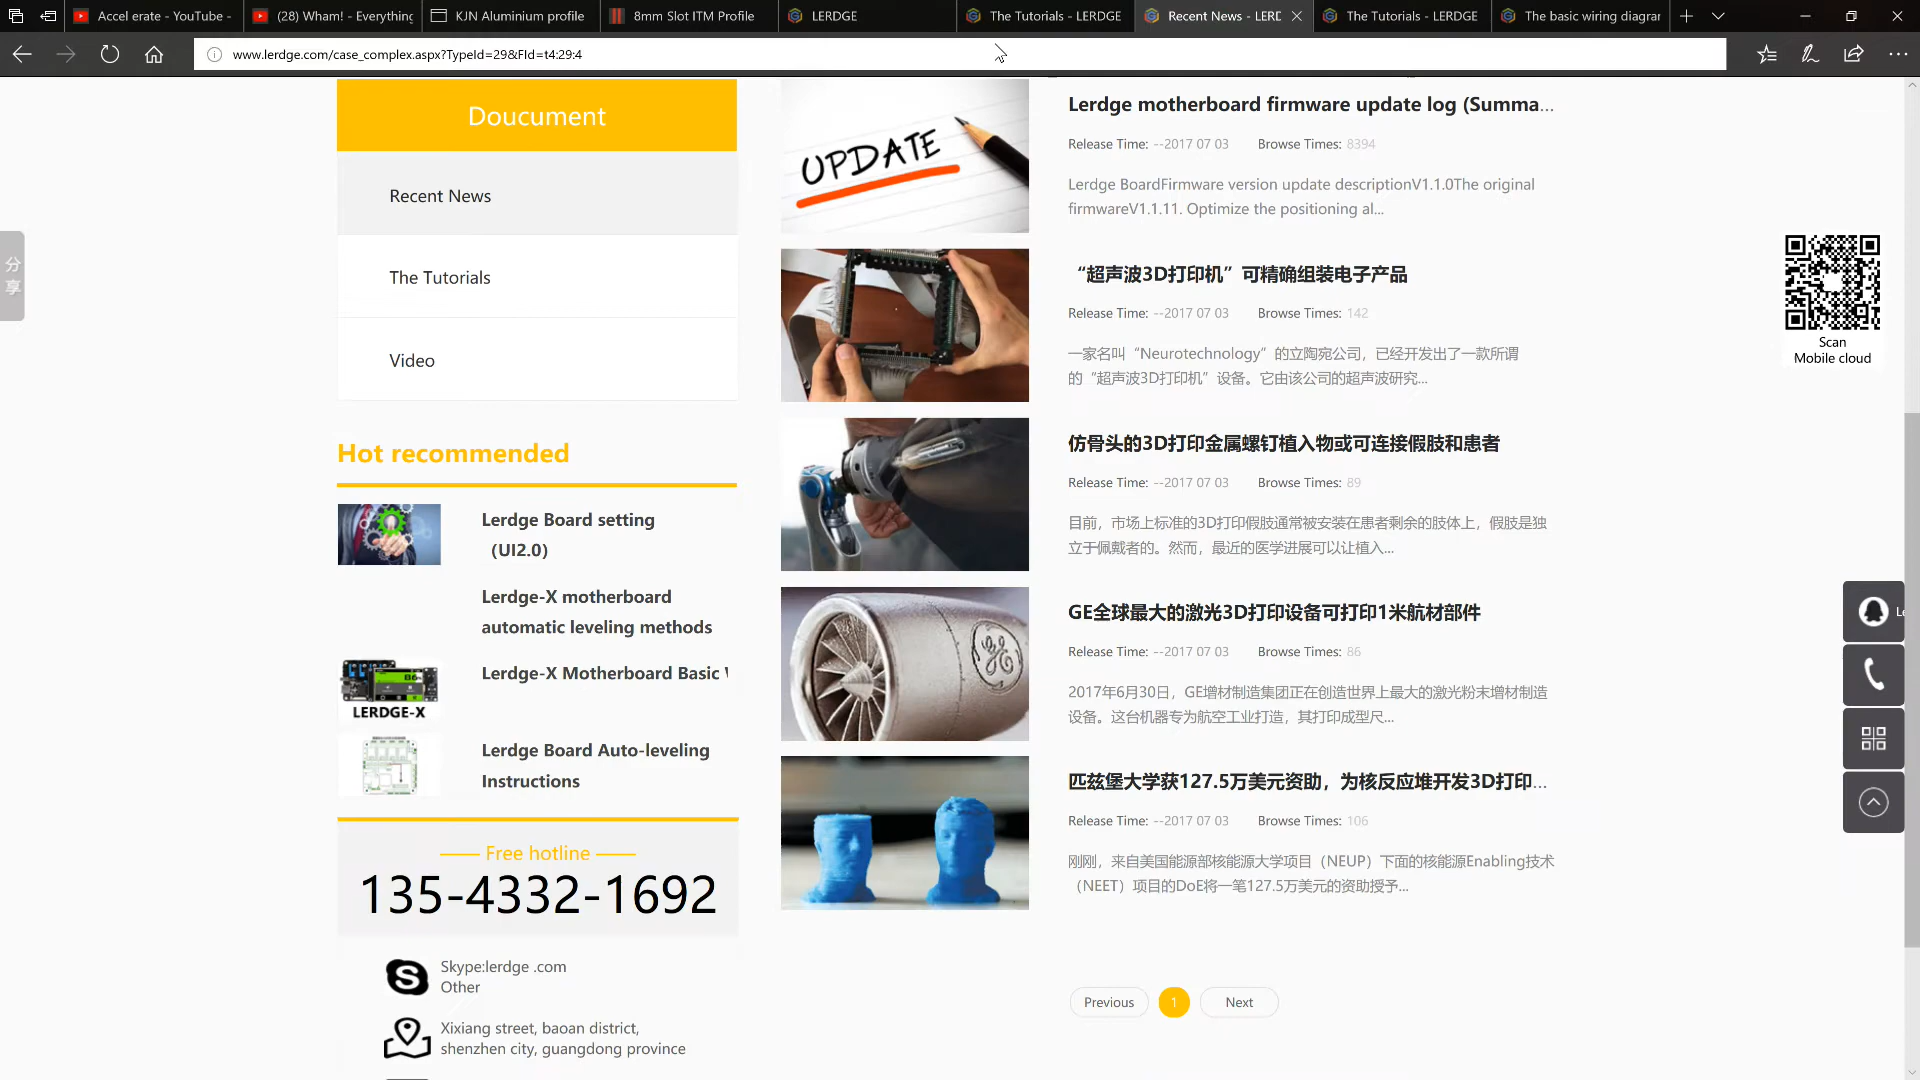 Accel erate - YouTube -
(28) Wham! - Everything
KJN Aluminium profile
8mm Slot ITM Profile
LERDGE
The Tutorials - LERDGE
Recent News - LERD
The Tutorials - LERDGE
The basic wiring diagram
www.lerdge.com/case_complex.aspx?TypeId=29&FId=t4:29:4
Doucument
Recent News
The Tutorials
Video
分
享
Hot recommended
Lerdge Board setting
（UI2.0)
Lerdge-X motherboard
automatic leveling methods
Lerdge-X Motherboard Basic
86
LERDGE-X
Lerdge Board Auto-leveling
Instructions
Free hotline
135-4332-1692
Skype:lerdge .com
Other
Xixiang street, baoan district,
shenzhen city, guangdong province
UPDATE
Lerdge motherboard firmware update log (Summa...
Release Time: --2017 07 03 Browse Times: 8394
Lerdge BoardFirmware version update descriptionV1.1.0The original
firmwareV1.1.11. Optimize the positioning al...
“超声波3D打印机”可精确组装电子产品
Release Time: --2017 07 03 Browse Times: 142
一家名叫“Neurotechnology”的立陶宛公司，已经开发出了一款所谓
的“超声波3D打印机”设备。它由该公司的超声波研究...
仿骨头的3D打印金属螺钉植入物或可连接假肢和患者
Release Time: --2017 07 03 Browse Times: 89
目前，市场上标准的3D打印假肢通常被安装在患者剩余的肢体上，假肢是独
立于佩戴者的。然而，最近的医学进展可以让植入...
GE全球最大的激光3D打印设备可打印1米航材部件
Release Time: --2017 07 03 Browse Times: 86
2017年6月30日，GE增材制造集团正在创造世界上最大的激光粉末增材制造
设备。这台机器专为航空工业打造，其打印成型尺...
匹兹堡大学获127.5万美元资助，为核反应堆开发3D打印...
Release Time: --2017 07 03 Browse Times: 106
刚刚，来自美国能源部核能源大学项目（NEUP）下面的核能源Enabling技术
（NEET）项目的DoE将一笔127.5万美元的资助授予...
Previous 1 Next
Scan
Mobile cloud
Le